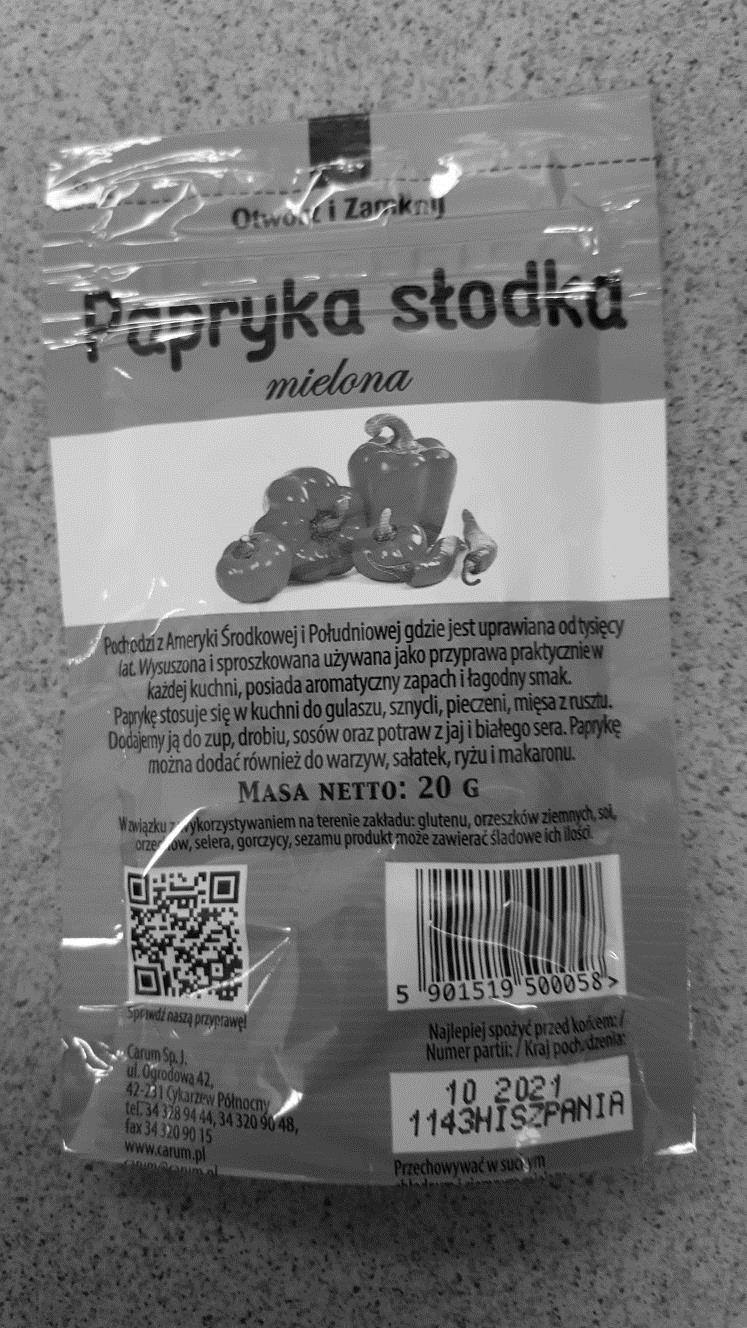 Otwórz i Zamknij
Papryka słodka
mielona
Pochodzi z Ameryki Środkowej i Południowej gdzie jest uprawiana od tysięcy
lat. Wysuszona i sproszkowana używana jako przyprawa praktycznie w
każdej kuchni, posiada aromatyczny zapach i łagodny smak.
Paprykę stosuje się w kuchni do gulaszu, sznycli, pieczeni, mięsa z rusztu.
Dodajemy ją do zup, drobiu, sosów oraz potraw z jaj i białego sera. Paprykę
można dodać również do warzyw, sałatek, ryżu i makaronu.
MASA NETTO: 20 G
W związku z wykorzystywaniem na terenie zakładu: glutenu, orzeszków ziemnych, soi,
orzechów, selera, gorczycy, sezamu produkt może zawierać śladowe ich ilości.
5 901519 500058 >
Sprawdź naszą przyprawę!
Najlepiej spożyć przed końcem: /
Numer partii: / Kraj pochodzenia:
10 2021
1143HISZPANIA
Carum Sp. J.
ul. Ogrodowa 42,
42-231 Cykarzew Północny
tel. 34 328 94 44, 34 320 90 48,
fax 34 320 90 15
www.carum.pl
carum@carum.pl
Przechowywać w suchym